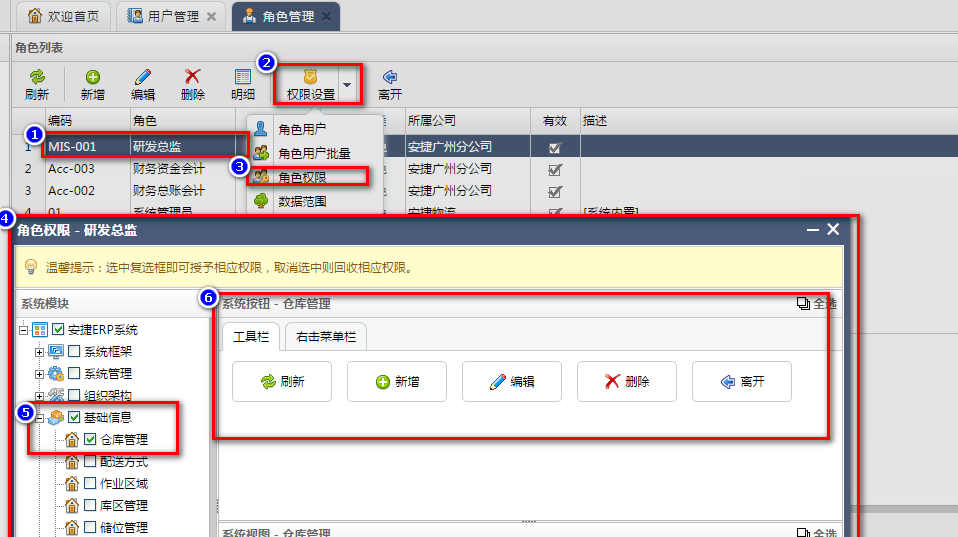 欢迎首页 用户管理 角色管理
角色列表
2
刷新 新增 编辑 删除 明细 权限设置 离开
编码 角色 所属公司 有效 描述
角色用户
1
1 MIS-001 研发总监 安捷广州分公司
角色用户批量
3
2 Acc-003 财务资金会计 安捷广州分公司
角色权限
3 Acc-002 财务总账会计 安捷广州分公司
数据范围
4 01 系统管理员 安捷物流 [系统内置]
4
角色权限 - 研发总监
温馨提示：选中复选框即可授予相应权限，取消选中则回收相应权限。
6
系统模块 系统按钮 - 仓库管理 全选
安捷ERP系统 工具栏 右击菜单栏
系统框架
系统管理 刷新 新增 编辑 删除 离开
组织架构
5
基础信息
仓库管理
配送方式
作业区域
库区管理
储位管理
系统视图 - 仓库管理 全选